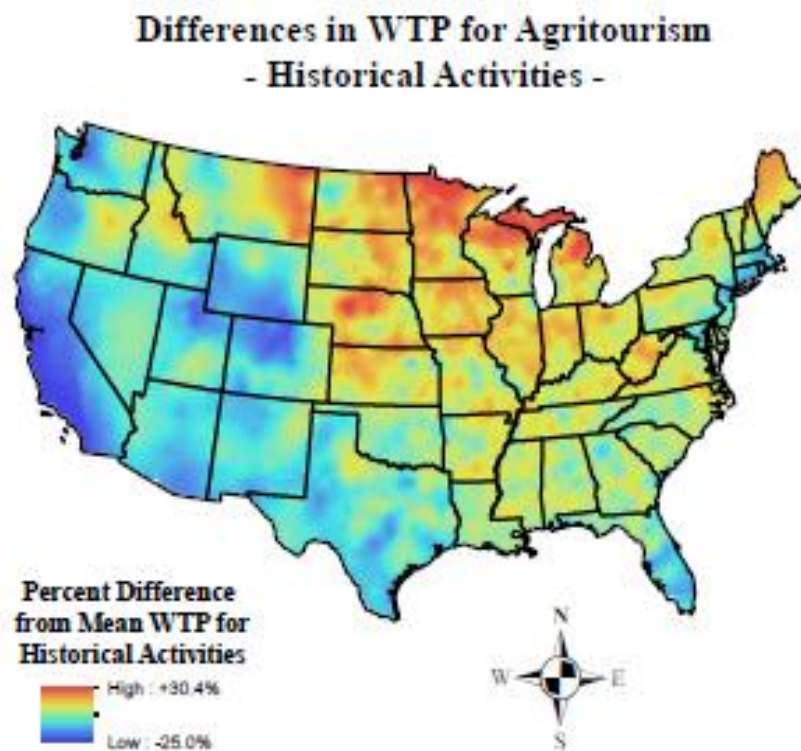 Differences in WTP for Agritourism
- Historical Activities -
Percent Difference
from Mean WTP for
Historical Activities
High : +30.4%
Low : -25.0%
N
W E
S